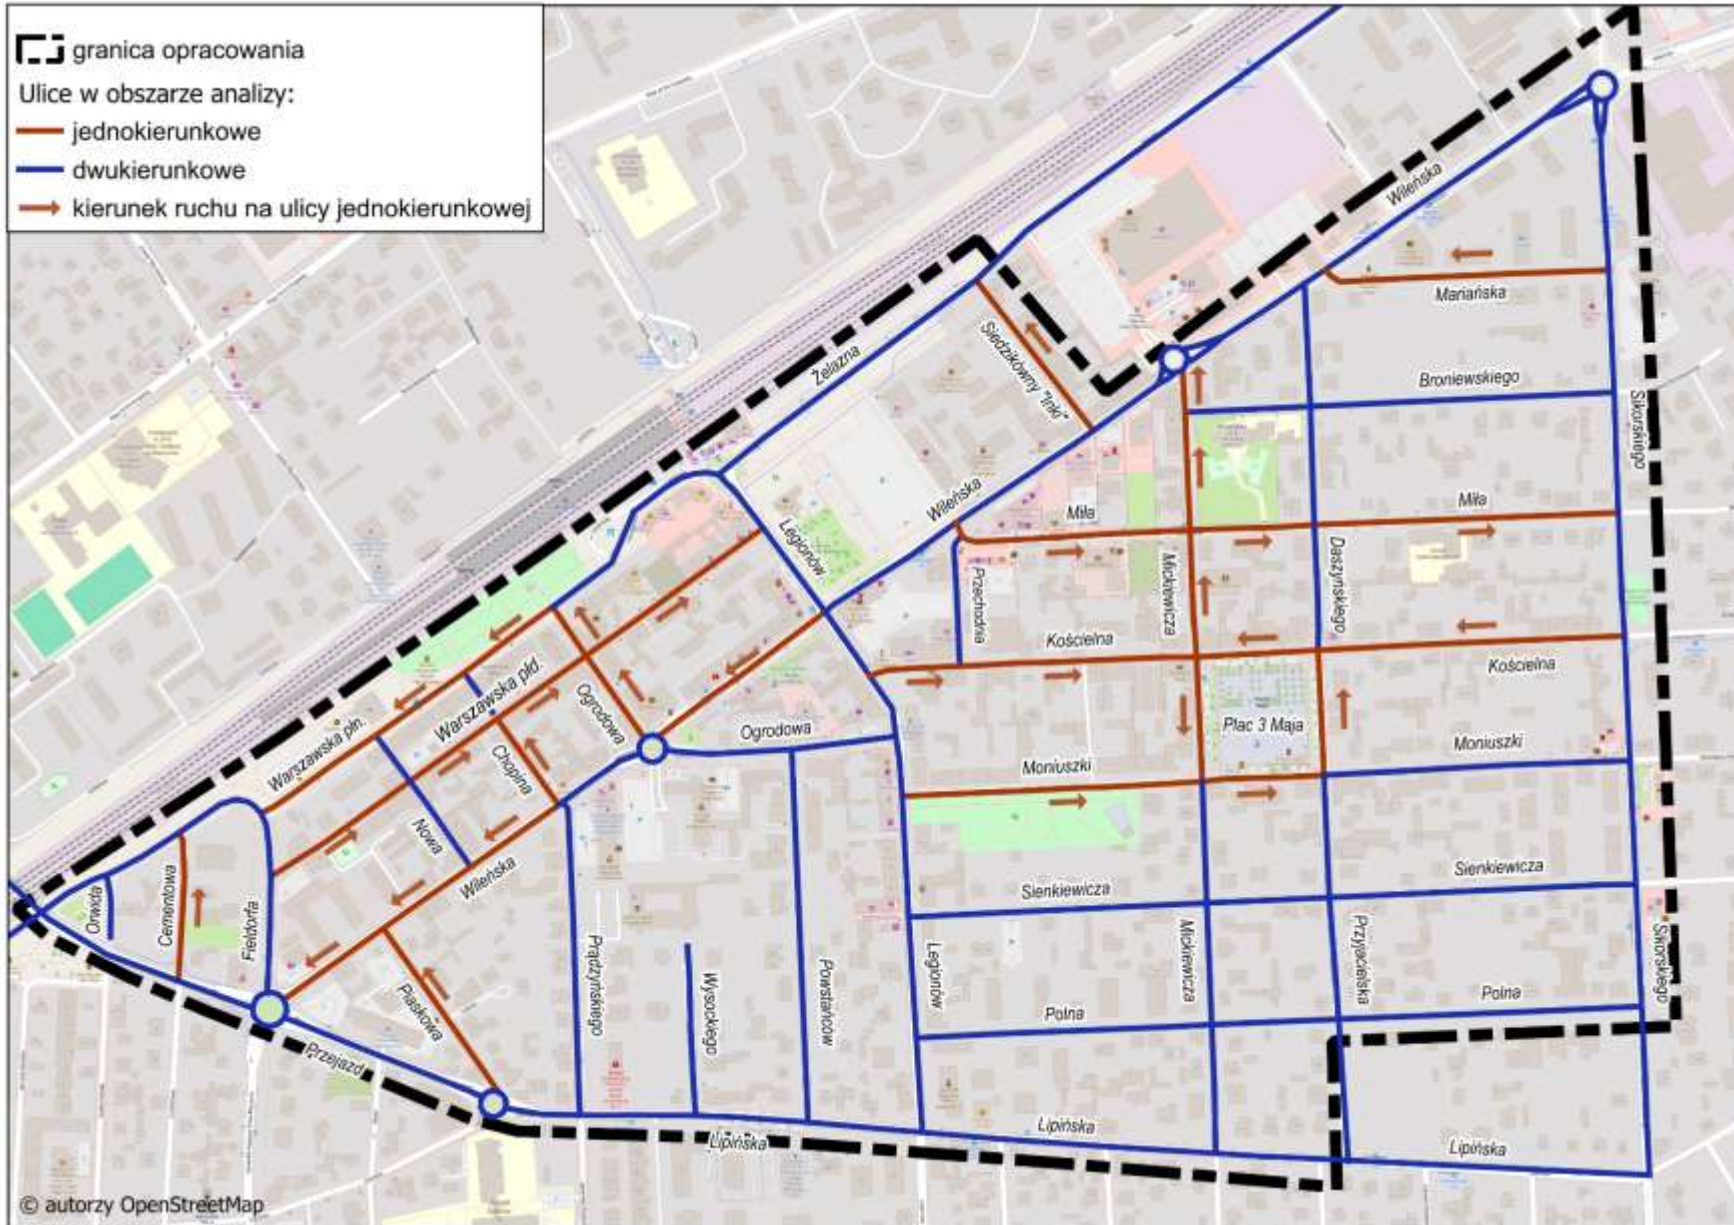 granica opracowania
Ulice w obszarze analizy:
jednokierunkowe
dwukierunkowe
kierunek ruchu na ulicy jednokierunkowej
Wileńska
Mariańska
Siedzikówny "Inki"
Żelazna
Broniewskiego
Sikorskiego
Wileńska
Miła
Miła
Legionów
Mickiewicza
Daszyńskiego
Przechodnia
Kościelna
Kościelna
Warszawska płd.
Ogrodowa
Warszawska płn.
Ogrodowa
Plac 3 Maja
Moniuszki
Moniuszki
Chopina
Nowa
Wileńska
Sienkiewicza
Sienkiewicza
Orwida
Cementowa
Fieldorfa
Piaskowa
Prądzyńskiego
Wysockiego
Powstańców
Legionów
Mickiewicza
Przyjacielska
Sikorskiego
Polna
Polna
Przejazd
Lipińska
Lipińska
Lipińska
© autorzy OpenStreetMap